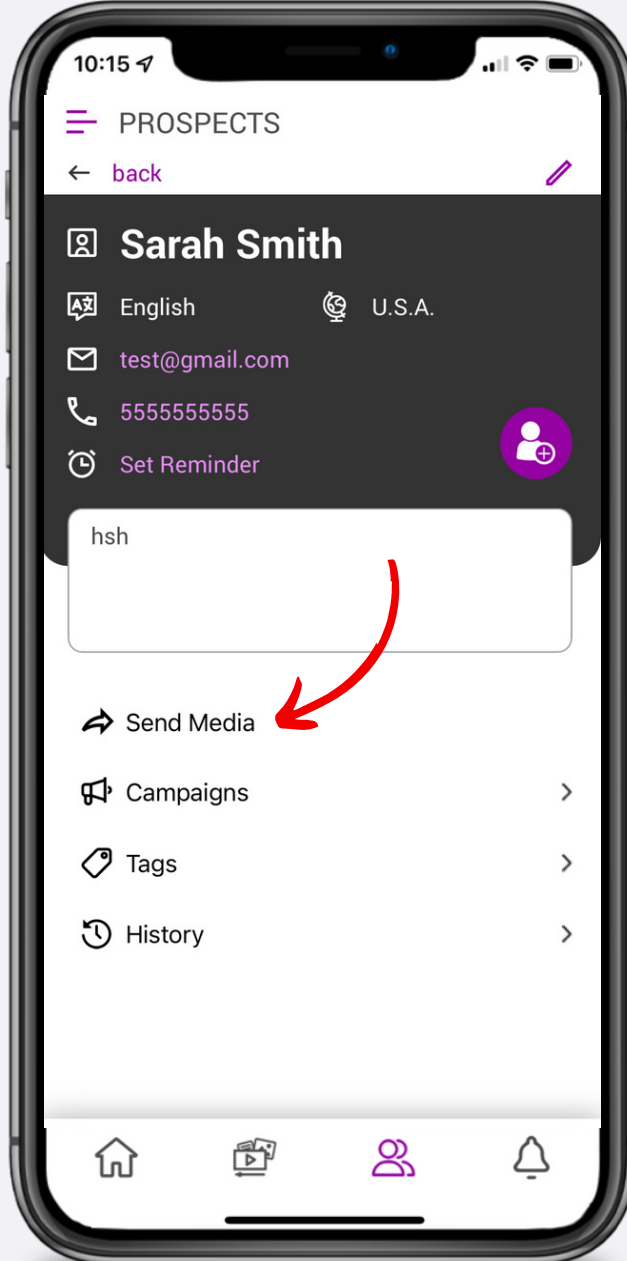 10:15
PROSPECTS
back
Sarah Smith
English U.S.A.
test@gmail.com
5555555555
Set Reminder
hsh
Send Media
Campaigns
Tags
History